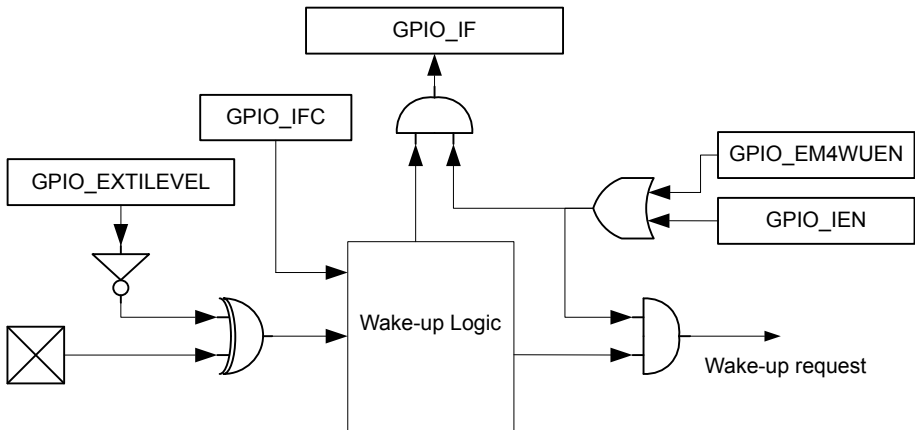 GPIO_IF
GPIO_IFC
GPIO_EM4WUEN
GPIO_EXTILEVEL
GPIO_IEN
Wake-up Logic
Wake-up request